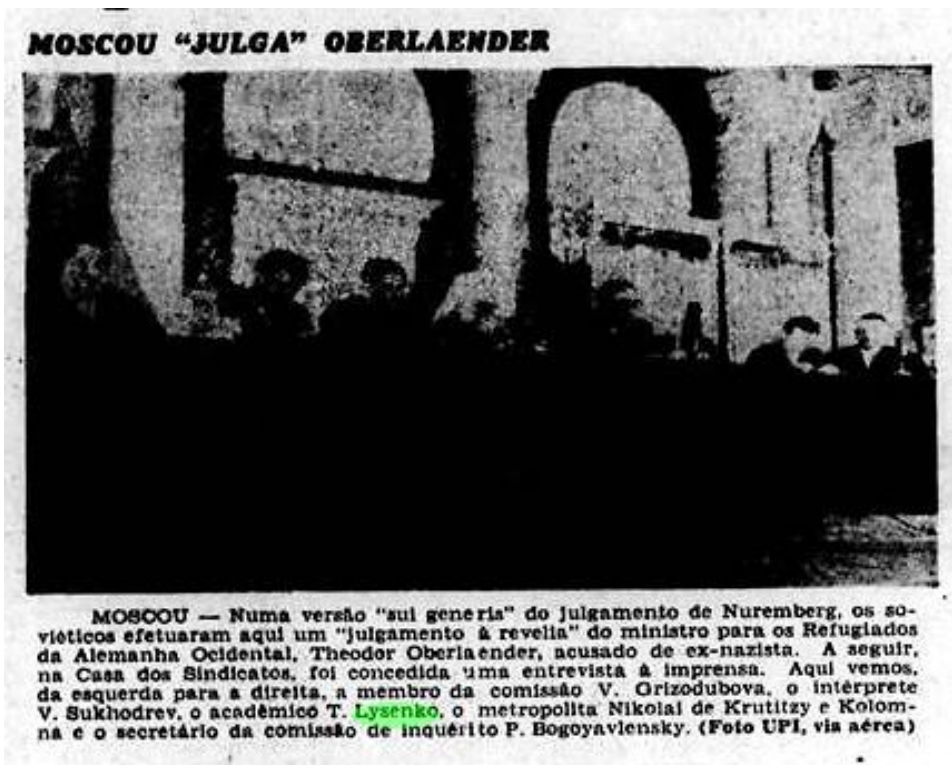 MOSCOU "JULGA" OBERLAENDER
MOSCOU — Numa versão "sui generis" do julgamento de Nuremberg, os so-
viéticos efetuaram aqui um "julgamento à revelia" do ministro para os Refugiados
da Alemanha Ocidental, Theodor Oberlaender, acusado de ex-nazista. A seguir,
na Casa dos Sindicatos, foi concedida uma entrevista à imprensa. Aqui vemos,
da esquerda para a direita, a membro da comissão V. Grizodubova, o intérprete
V. Sukhodrev, o acadêmico T. Lysenko, o metropolita Nikolai de Krutitzy e Kolom-
na e o secretário da comissão de inquérito P. Bogoyavlensky. (Foto UPI, via aérea)